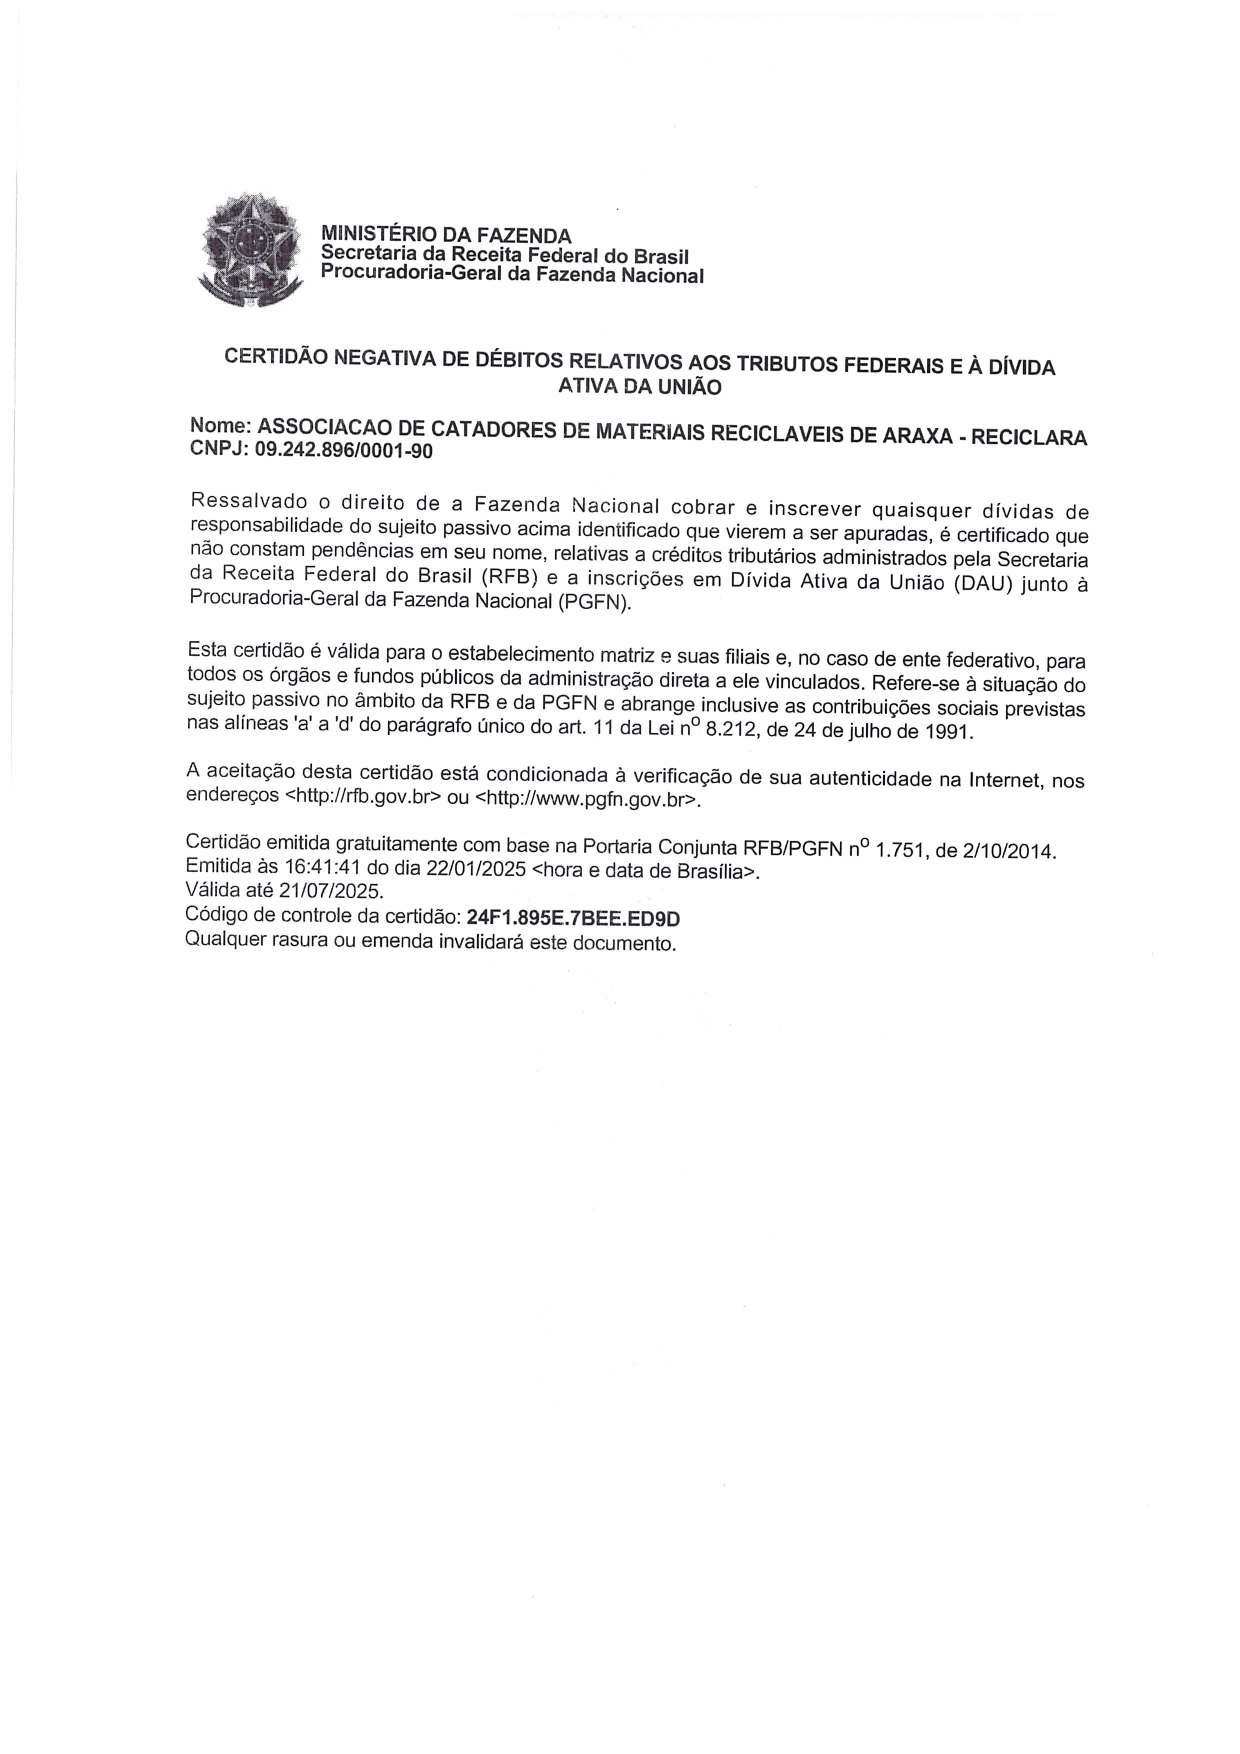 MINISTÉRIO DA FAZENDA
Secretaria da Receita Federal do Brasil
Procuradoria-Geral da Fazenda Nacional
CERTIDÃO NEGATIVA DE DÉBITOS RELATIVOS AOS TRIBUTOS FEDERAIS E À DÍVIDA
ATIVA DA UNIÃO
Nome: ASSOCIACAO DE CATADORES DE MATERIAIS RECICLAVEIS DE ARAXA - RECICLARA
CNPJ: 09.242.896/0001-90
Ressalvado o direito de a Fazenda Nacional cobrar e inscrever quaisquer dívidas de
responsabilidade do sujeito passivo acima identificado que vierem a ser apuradas, é certificado que
não constam pendências em seu nome, relativas a créditos tributários administrados pela Secretaria
da Receita Federal do Brasil (RFB) e a inscrições em Dívida Ativa da União (DAU) junto à
Procuradoria-Geral da Fazenda Nacional (PGFN).
Esta certidão é válida para o estabelecimento matriz e suas filiais e, no caso de ente federativo, para
todos os órgãos e fundos públicos da administração direta a ele vinculados. Refere-se à situação do
sujeito passivo no âmbito da RFB e da PGFN e abrange inclusive as contribuições sociais previstas
nas alíneas 'a' a 'd' do parágrafo único do art. 11 da Lei nº 8.212, de 24 de julho de 1991.
A aceitação desta certidão está condicionada à verificação de sua autenticidade na Internet, nos
endereços <http://rfb.gov.br> ou <http://www.pgfn.gov.br>.
Certidão emitida gratuitamente com base na Portaria Conjunta RFB/PGFN nº 1.751, de 2/10/2014.
Emitida às 16:41:41 do dia 22/01/2025 <hora e data de Brasília>.
Válida até 21/07/2025.
Código de controle da certidão: 24F1.895E.7BEE.ED9D
Qualquer rasura ou emenda invalidará este documento.